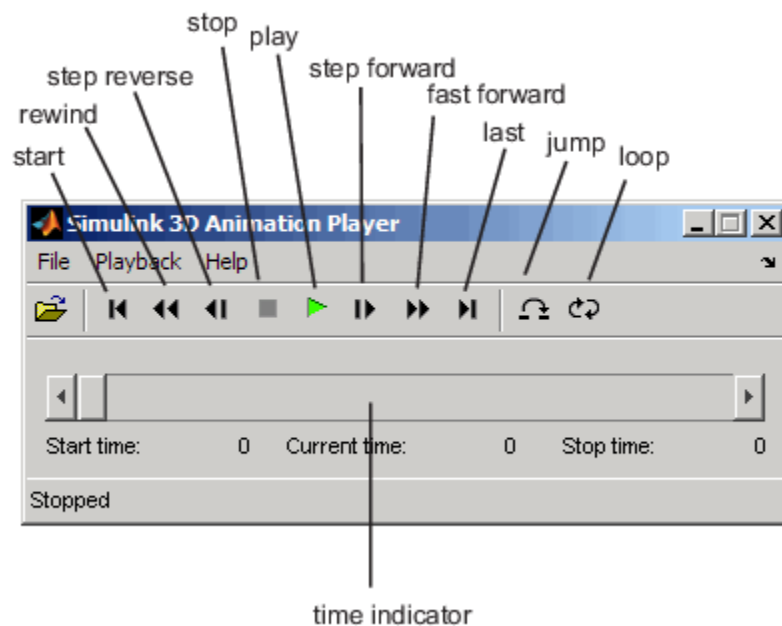 stop
play
step reverse
step forward
rewind
fast forward
start
last
jump
loop
Simulink 3D Animation Player
File Playback Help
Start time: 0 Current time: 0 Stop time: 0
Stopped
time indicator